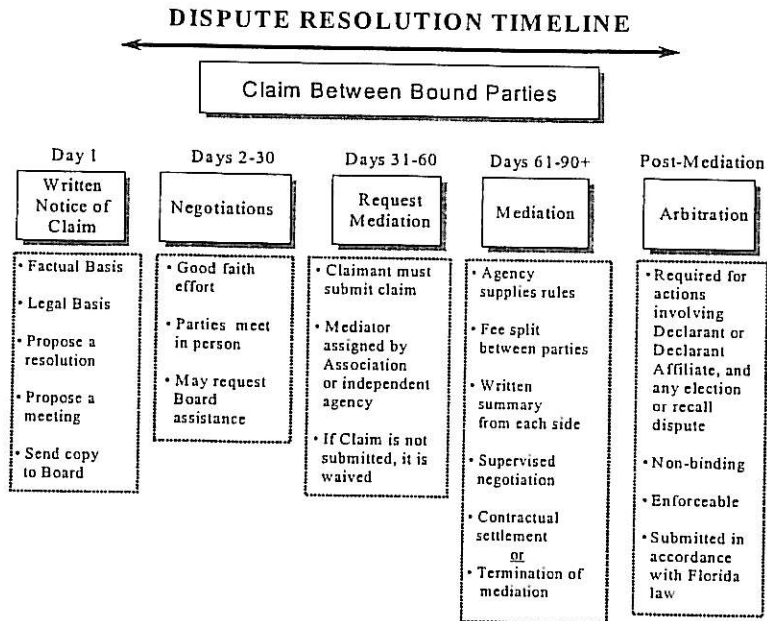 DISPUTE RESOLUTION TIMELINE
Claim Between Bound Parties
Day 1
Written
Notice of
Claim
• Factual Basis
• Legal Basis
• Propose a
resolution
• Propose a
meeting
• Send copy
to Board
Days 2-30
Negotiations
• Good faith
effort
• Parties meet
in person
• May request
Board
assistance
Days 31-60
Request
Mediation
• Claimant must
submit claim
• Mediator
assigned by
Association
or independent
agency
• If Claim is not
submitted, it is
waived
Days 61-90+
Mediation
• Agency
supplies rules
• Fee split
between parties
• Written
summary
from each side
• Supervised
negotiation
• Contractual
settlement
or
• Termination of
mediation
Post-Mediation
Arbitration
• Required for
actions
involving
Declarant or
Declarant
Affiliate, and
any election
or recall
dispute
• Non-binding
• Enforceable
• Submitted in
accordance
with Florida
law